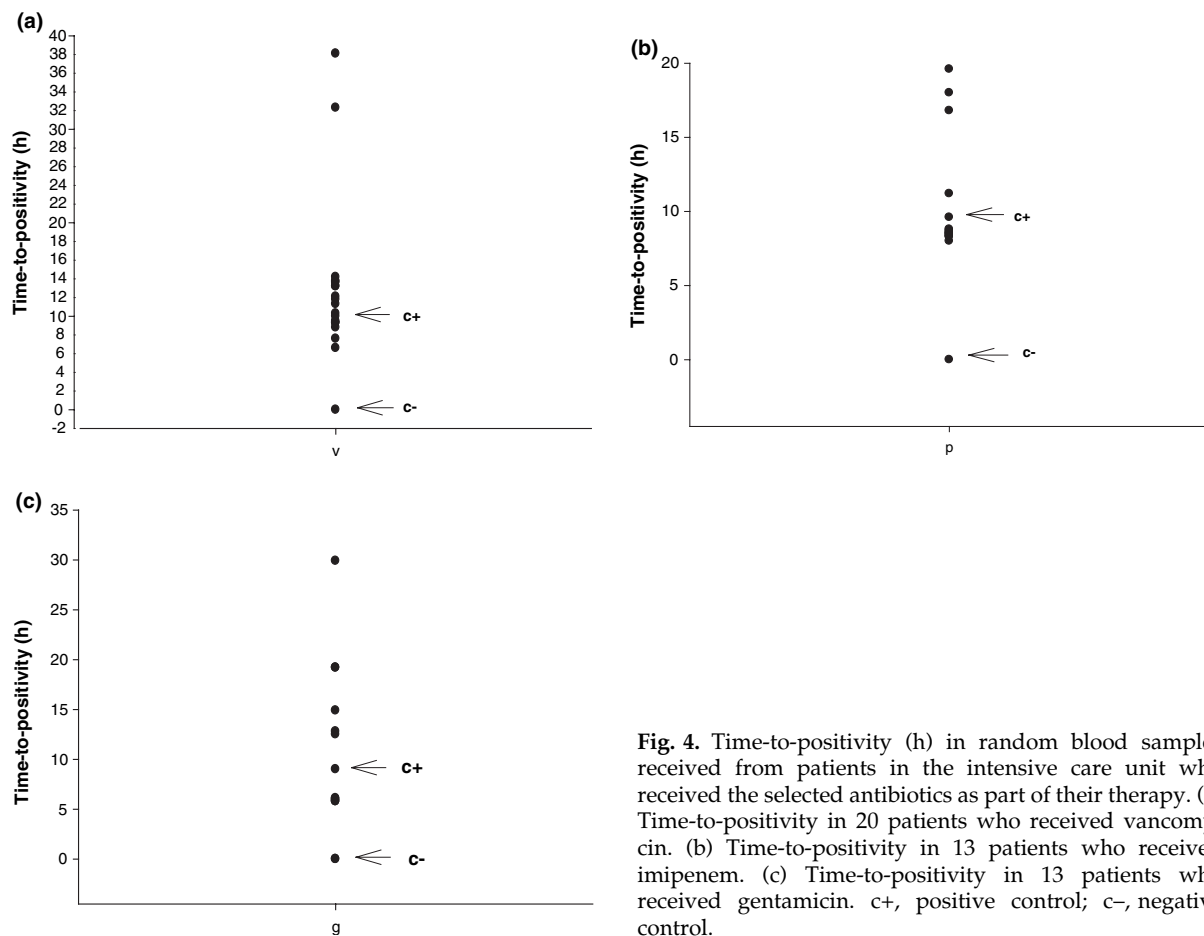 (a)
Time-to-positivity (h)
40
38
36
34
32
30
28
26
24
22
20
18
16
14
12
10
8
6
4
2
0
-2
c+
c-
v
(b)
Time-to-positivity (h)
20
15
10
5
0
c+
c-
p
(c)
Time-to-positivity (h)
35
30
25
20
15
10
5
0
c+
c-
g
Fig. 4. Time-to-positivity (h) in random blood sample
received from patients in the intensive care unit wh
received the selected antibiotics as part of their therapy. (
Time-to-positivity in 20 patients who received vancomy
cin. (b) Time-to-positivity in 13 patients who receive
imipenem. (c) Time-to-positivity in 13 patients wh
received gentamicin. c+, positive control; c–, negativ
control.